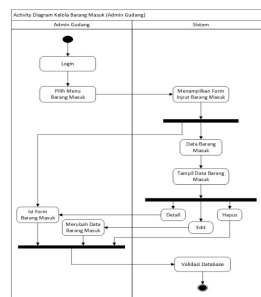 Activity Diagram Kelola Barang Masuk (Admin Gudang)
Admin Gudang
Sistem
Login
Pilih Menu
Barang Masuk
Menampilkan Form
Input Barang Masuk
Data Barang
Masuk
Tampil Data Barang
Masuk
Isi Form
Barang Masuk
Detail
Hapus
Merubah Data
Barang Masuk
Edit
Validasi Database